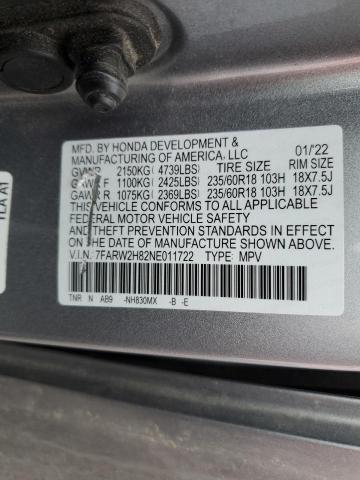 MFD. BY HONDA DEVELOPMENT &
MANUFACTURING OF AMERICA, LLC 01/'22
GVWR 2150KG ( 4739LBS) TIRE SIZE RIM SIZE
GAWR F 1100KG ( 2425LBS) 235/60R18 103H 18X7.5J
GAWR R 1075KG ( 2369LBS) 235/60R18 103H 18X7.5J
THIS VEHICLE CONFORMS TO ALL APPLICABLE
FEDERAL MOTOR VEHICLE SAFETY
AND THEFT PREVENTION STANDARDS IN EFFECT
ON THE DATE OF MANUFACTURE SHOWN ABOVE.
V.I.N.: 7FARW2H82NE011722 TYPE: MPV
TNR N AB9 -NH830MX -B -E
TLA A1